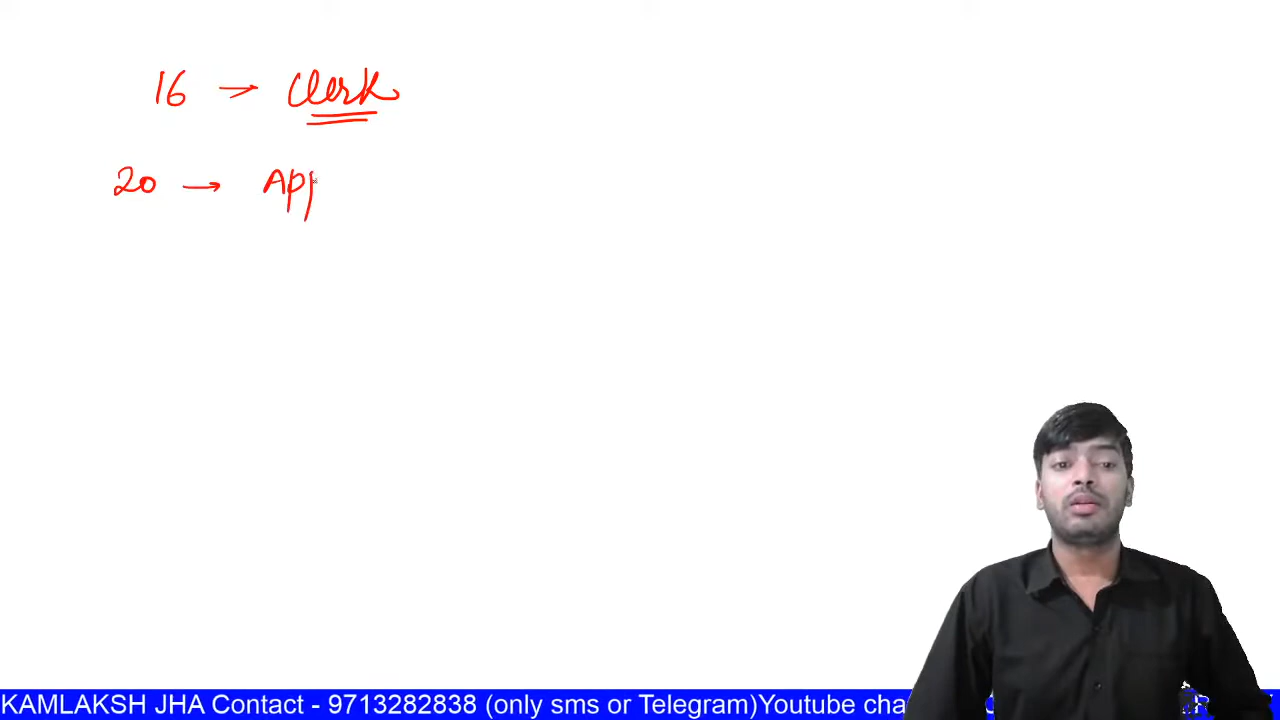 16 → Clerk
20 → App
KAMLAKSH JHA Contact - 9713282838 (only sms or Telegram)Youtube cha